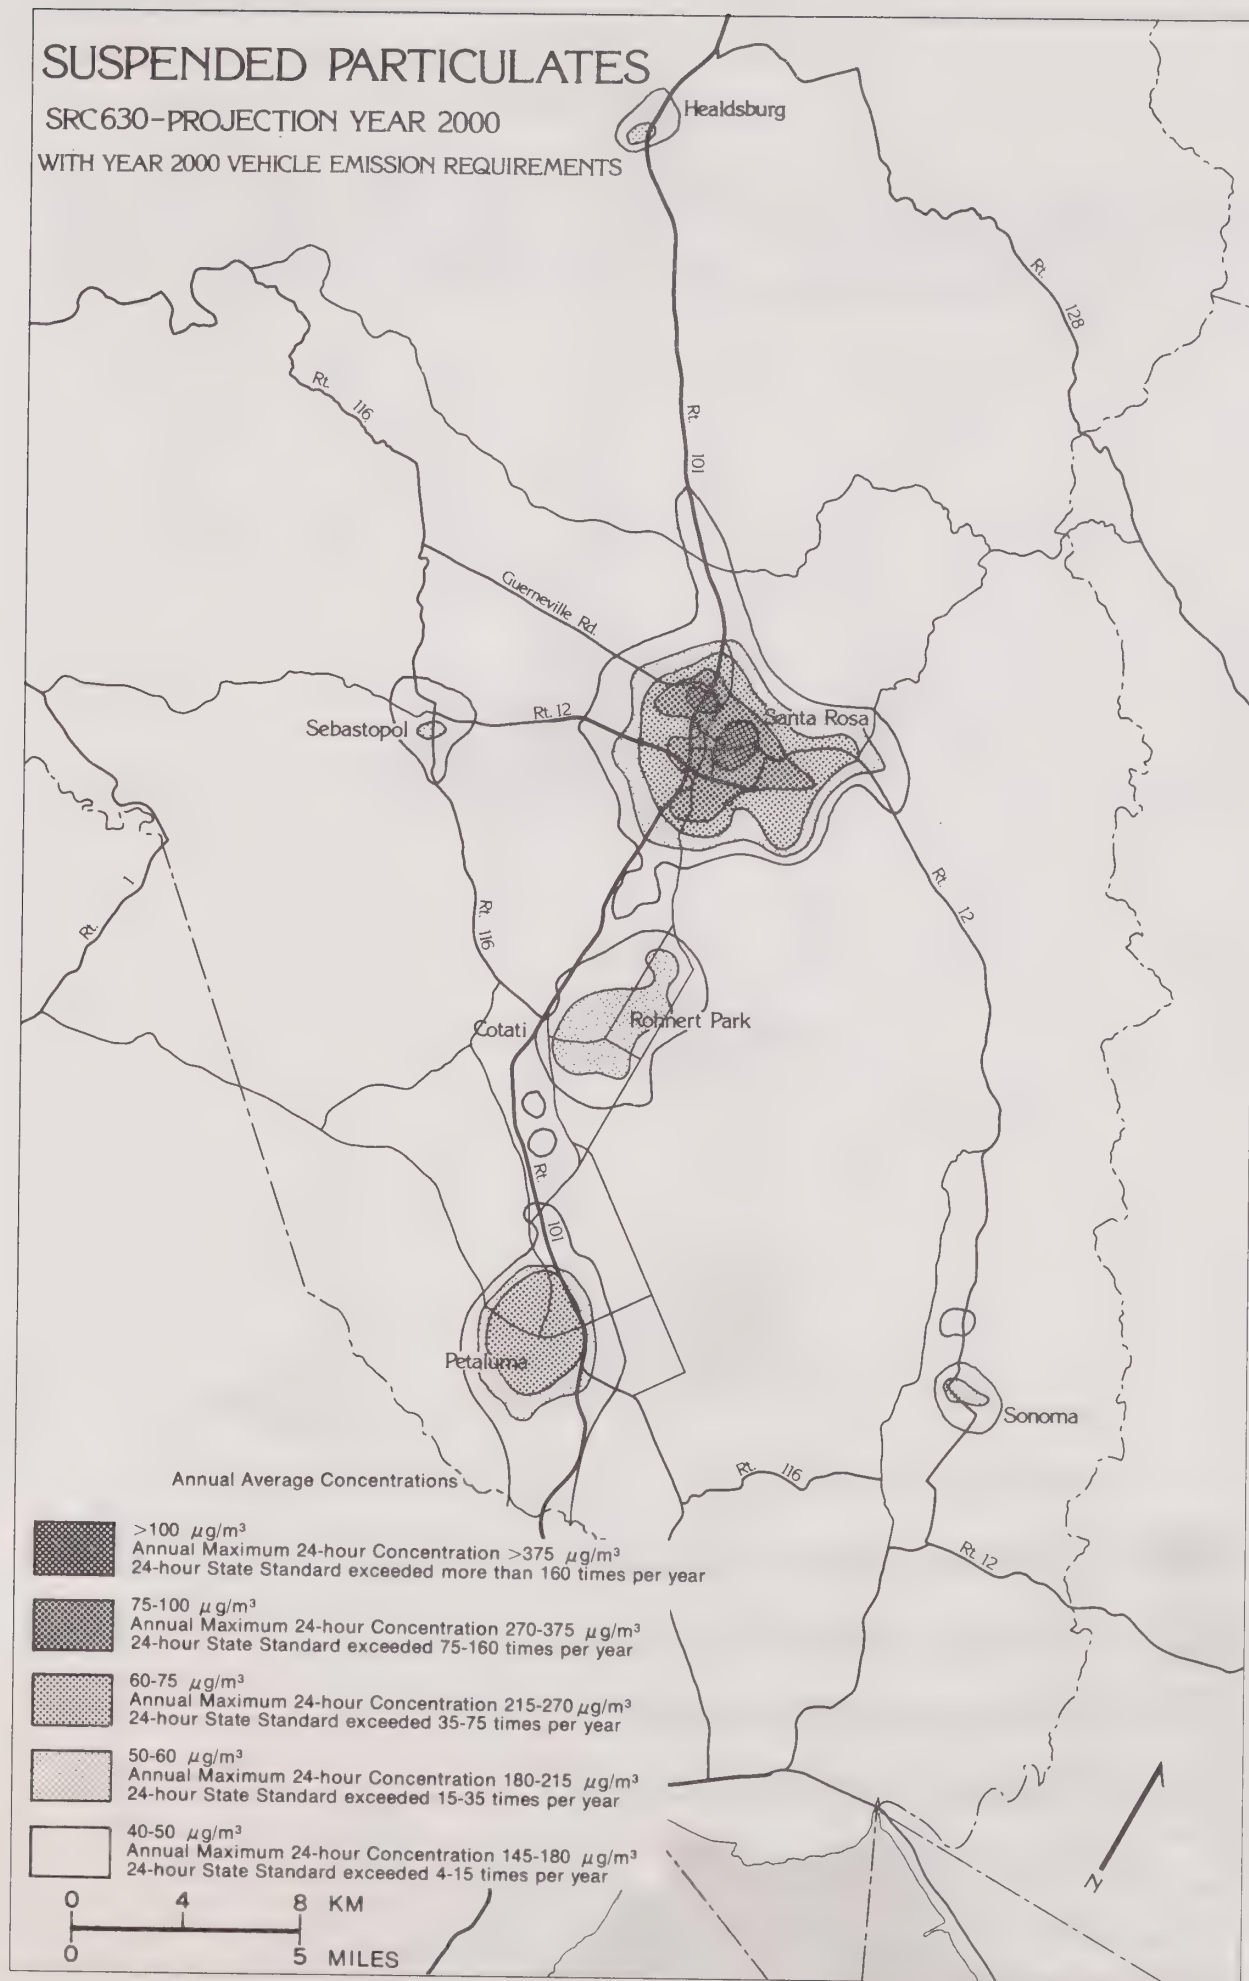 SUSPENDED PARTICULATES
SRC630-PROJECTION YEAR 2000
WITH YEAR 2000 VEHICLE EMISSION REQUIREMENTS
Healdsburg
Rt. 128
Rt. 116
Rt. 101
Guerneville Rd.
Santa Rosa
Rt. 12
Sebastopol
Rt. 12
Rt. 1
Rt. 116
Rohnert Park
Cotati
Rt. 101
Petaluma
Sonoma
Rt. 116
Rt. 12
Annual Average Concentrations
>100 μg/m³
Annual Maximum 24-hour Concentration >375 μg/m³
24-hour State Standard exceeded more than 160 times per year
75-100 μg/m³
Annual Maximum 24-hour Concentration 270-375 μg/m³
24-hour State Standard exceeded 75-160 times per year
60-75 μg/m³
Annual Maximum 24-hour Concentration 215-270 μg/m³
24-hour State Standard exceeded 35-75 times per year
50-60 μg/m³
Annual Maximum 24-hour Concentration 180-215 μg/m³
24-hour State Standard exceeded 15-35 times per year
40-50 μg/m³
Annual Maximum 24-hour Concentration 145-180 μg/m³
24-hour State Standard exceeded 4-15 times per year
0 4 8 KM
0 5 MILES
N